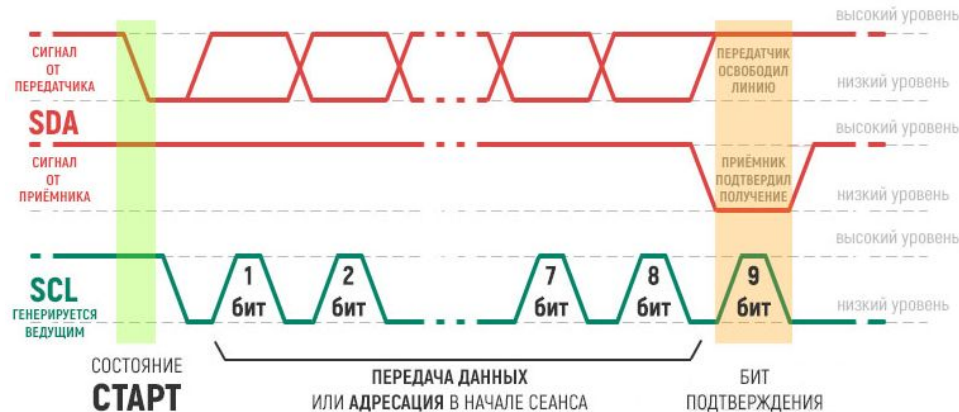 высокий уровень
СИГНАЛ
ОТ
ПЕРЕДАТЧИКА
ПЕРЕДАТЧИК
ОСВОБОДИЛ
ЛИНИЮ
низкий уровень
SDA
высокий уровень
СИГНАЛ
ОТ
ПРИЁМНИКА
ПРИЁМНИК
ПОДТВЕРДИЛ
ПОЛУЧЕНИЕ
низкий уровень
высокий уровень
SCL
ГЕНЕРИРУЕТСЯ
ВЕДУЩИМ
1
бит
2
бит
7
бит
8
бит
9
бит
низкий уровень
СОСТОЯНИЕ
СТАРТ
ПЕРЕДАЧА ДАННЫХ
ИЛИ АДРЕСАЦИЯ В НАЧАЛЕ СЕАНСА
БИТ
ПОДТВЕРЖДЕНИЯ